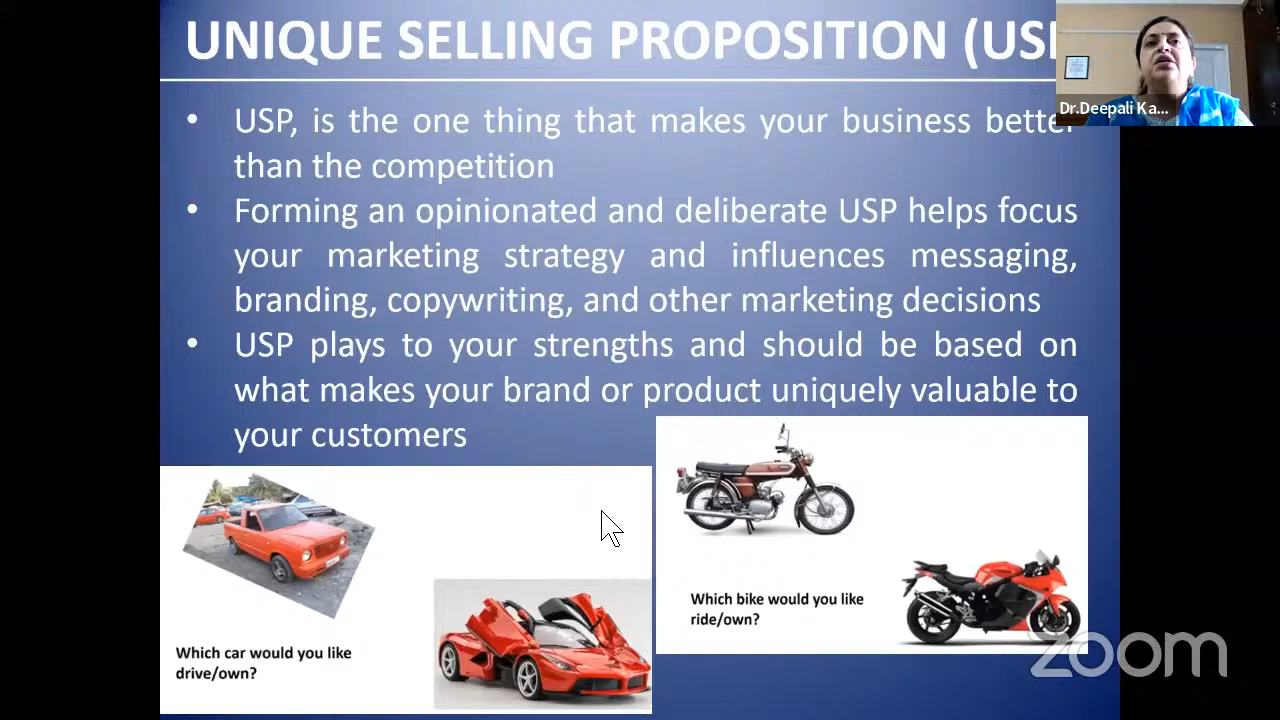 UNIQUE SELLING PROPOSITION (US
Dr.Deepali Ka...
• USP, is the one thing that makes your business better
than the competition
• Forming an opinionated and deliberate USP helps focus
your marketing strategy and influences messaging,
branding, copywriting, and other marketing decisions
• USP plays to your strengths and should be based on
what makes your brand or product uniquely valuable to
your customers
Which car would you like
drive/own?
Which bike would you like
ride/own?
zoom